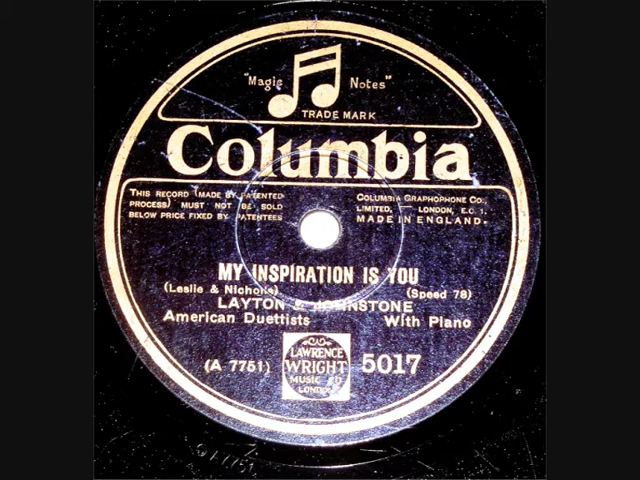 "Magic Notes"
TRADE MARK
Columbia
THIS RECORD (MADE BY PATENTED
PROCESS) MUST NOT BE SOLD
BELOW PRICE FIXED BY PATENTEES
COLUMBIA GRAPHOPHONE CO.,
LIMITED, — LONDON, E.C. 1.
MADE IN ENGLAND.
MY INSPIRATION IS YOU
(Leslie & Nicholls) (Speed 78)
LAYTON & JOHNSTONE
American Duettists With Piano
(A 7751)
LAWRENCE
WRIGHT
MUSIC CO.
LONDON
5017
A7751